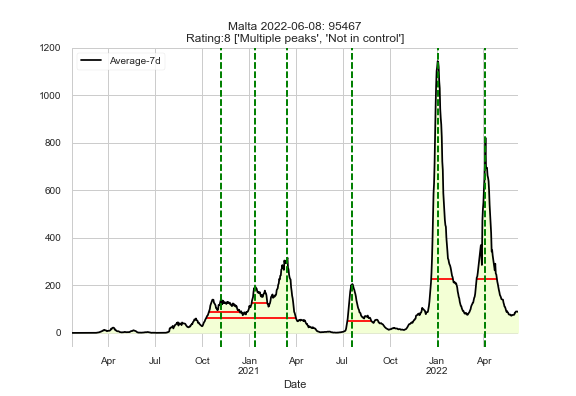 Malta 2022-06-08: 95467
Rating:8 ['Multiple peaks', 'Not in control']
Average-7d
1200
1000
800
600
400
200
0
Apr Jul Oct Jan Apr Jul Oct Jan Apr
2021 2022
Date